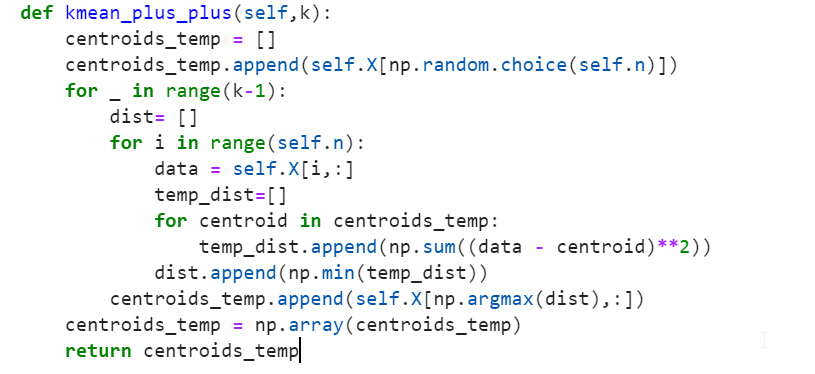 def kmean_plus_plus(self,k):
    centroids_temp = []
    centroids_temp.append(self.X[np.random.choice(self.n)])
    for _ in range(k-1):
        dist= []
        for i in range(self.n):
            data = self.X[i,:]
            temp_dist=[]
            for centroid in centroids_temp:
                temp_dist.append(np.sum((data - centroid)**2))
            dist.append(np.min(temp_dist))
        centroids_temp.append(self.X[np.argmax(dist),:])
    centroids_temp = np.array(centroids_temp)
    return centroids_temp